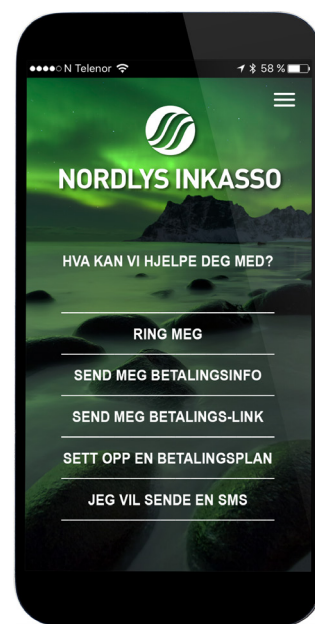 N Telenor 58 %
NORDLYS INKASSO
HVA KAN VI HJELPE DEG MED?
RING MEG
SEND MEG BETALINGSINFO
SEND MEG BETALINGS-LINK
SETT OPP EN BETALINGSPLAN
JEG VIL SENDE EN SMS